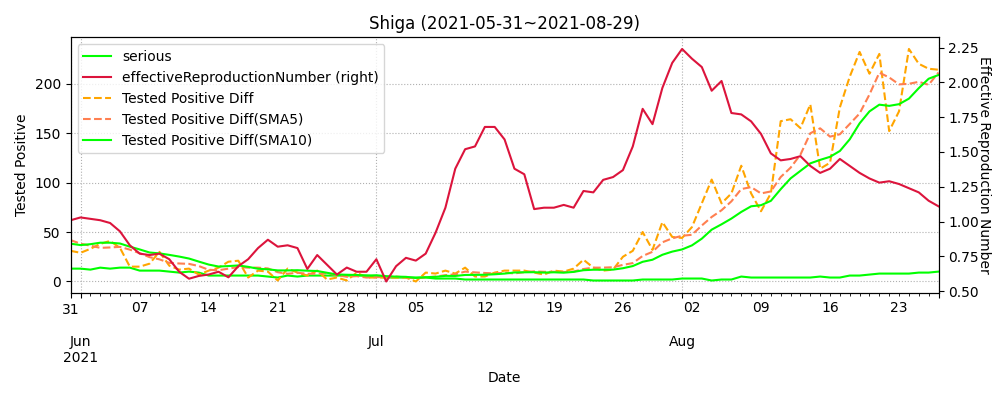 Shiga (2021-05-31~2021-08-29)
serious
effectiveReproductionNumber (right)
Tested Positive Diff
Tested Positive Diff(SMA5)
Tested Positive Diff(SMA10)
Tested Positive
200
150
100
50
0
2.25
2.00
1.75
1.50
1.25
1.00
0.75
0.50
Effective Reproduction Number
31 07 14 21 28 05 12 19 26 02 09 16 23
Jun Jul Aug
2021
Date